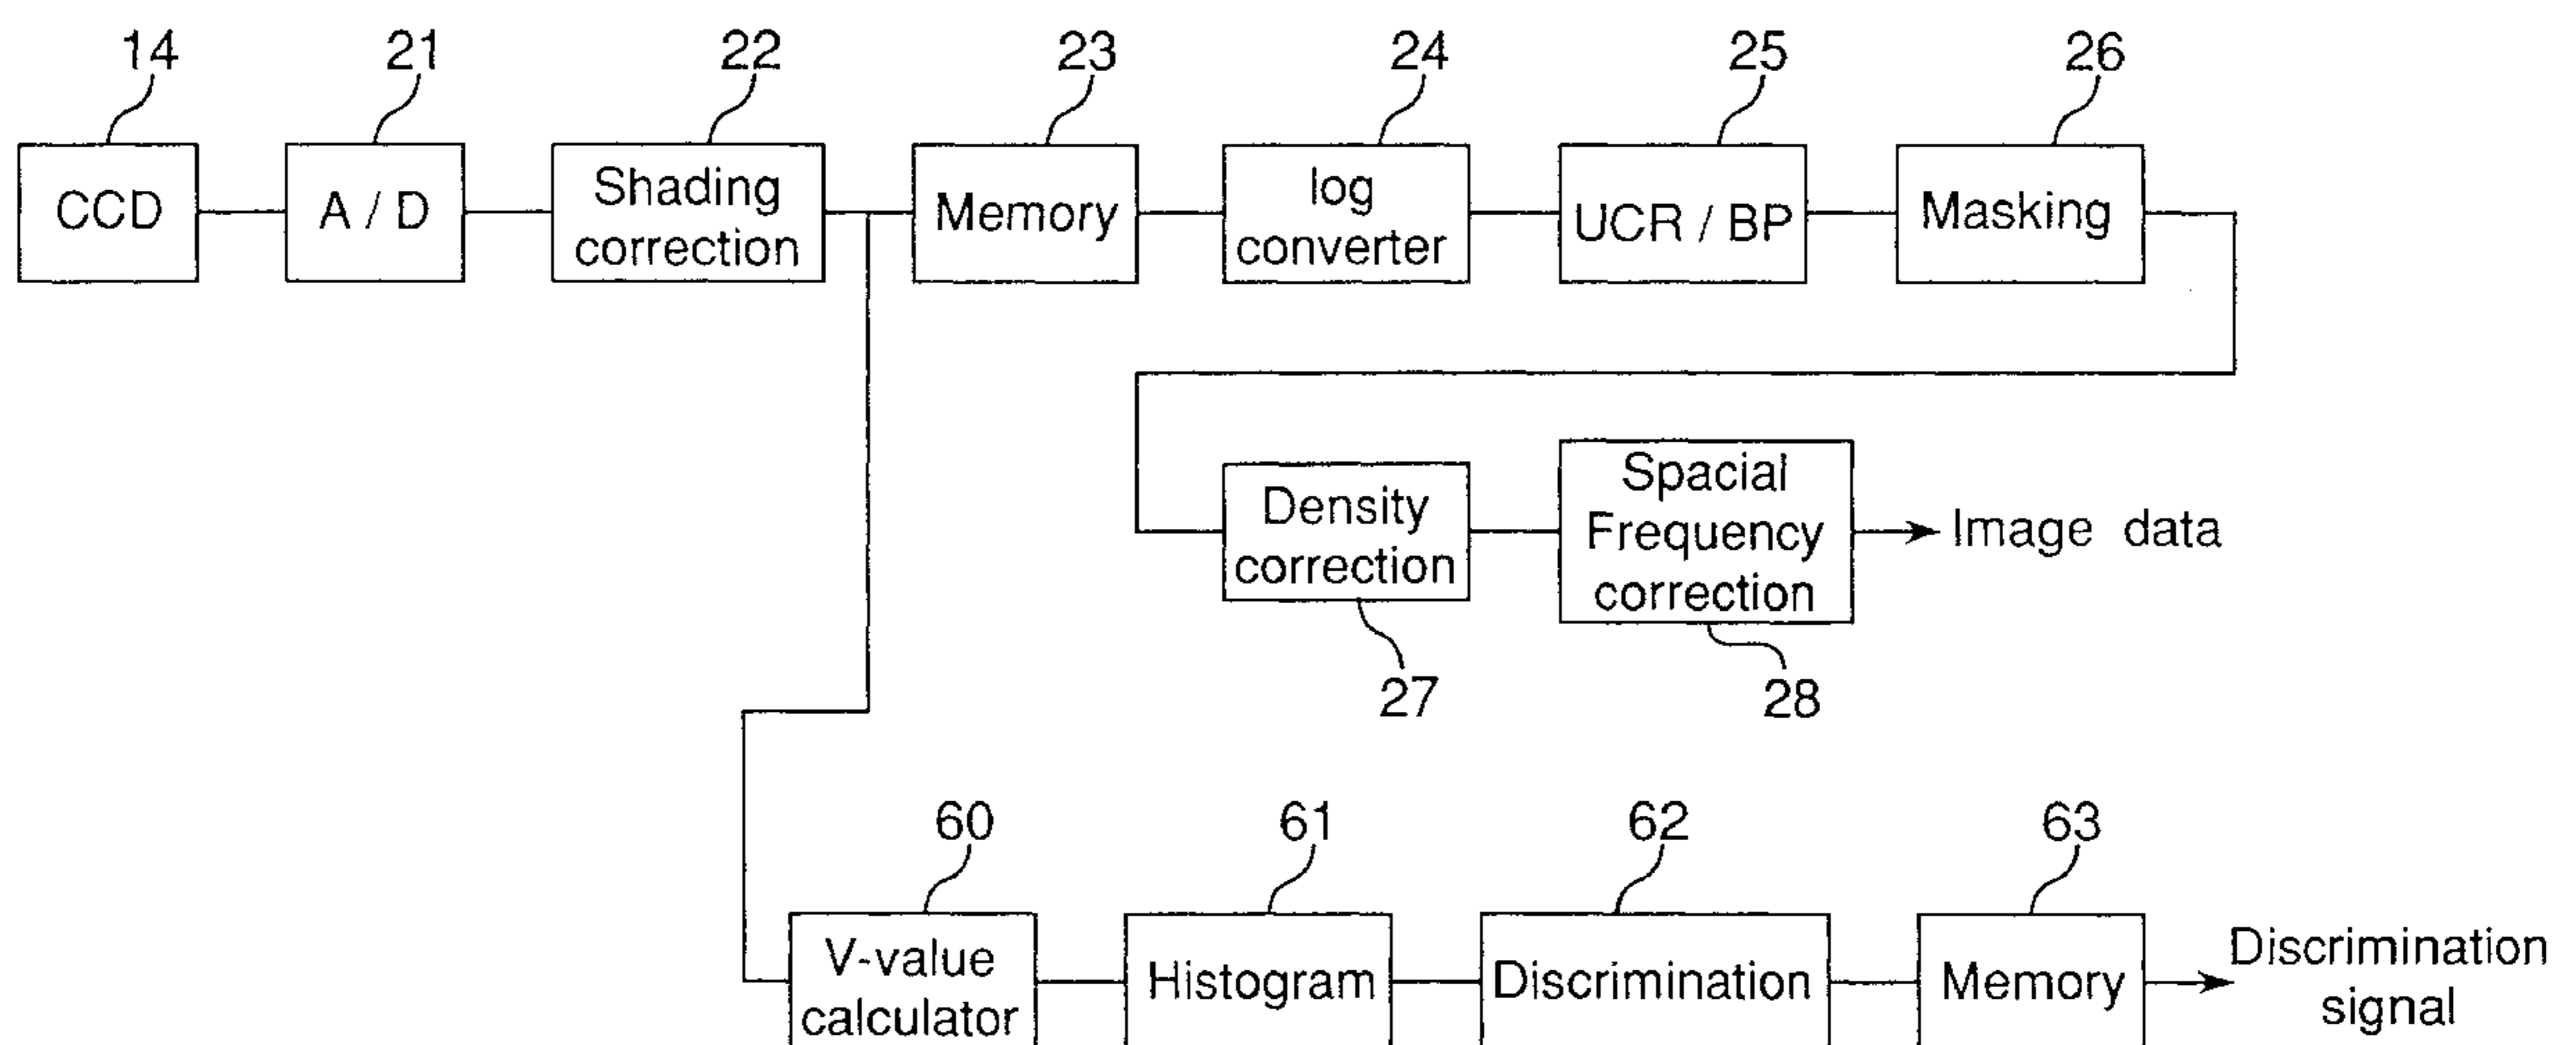 14
21
22
23
24
25
26
CCD
A / D
Shading
correction
Memory
log
converter
UCR / BP
Masking
Density
correction
Spacial
Frequency
correction
Image data
27
28
60
61
62
63
V-value
calculator
Histogram
Discrimination
Memory
Discrimination
signal